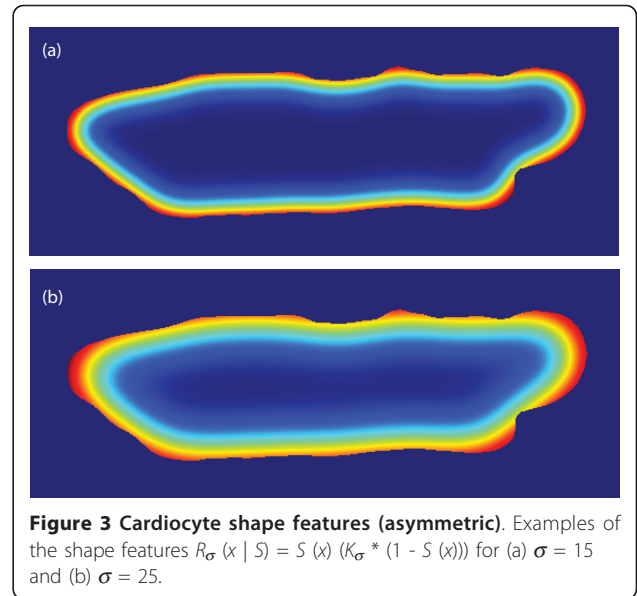 (a)
(b)
Figure 3 Cardiocyte shape features (asymmetric). Examples of
the shape features Rσ (x | S) = S (x) (Kσ * (1 - S (x))) for (a) σ = 15
and (b) σ = 25.